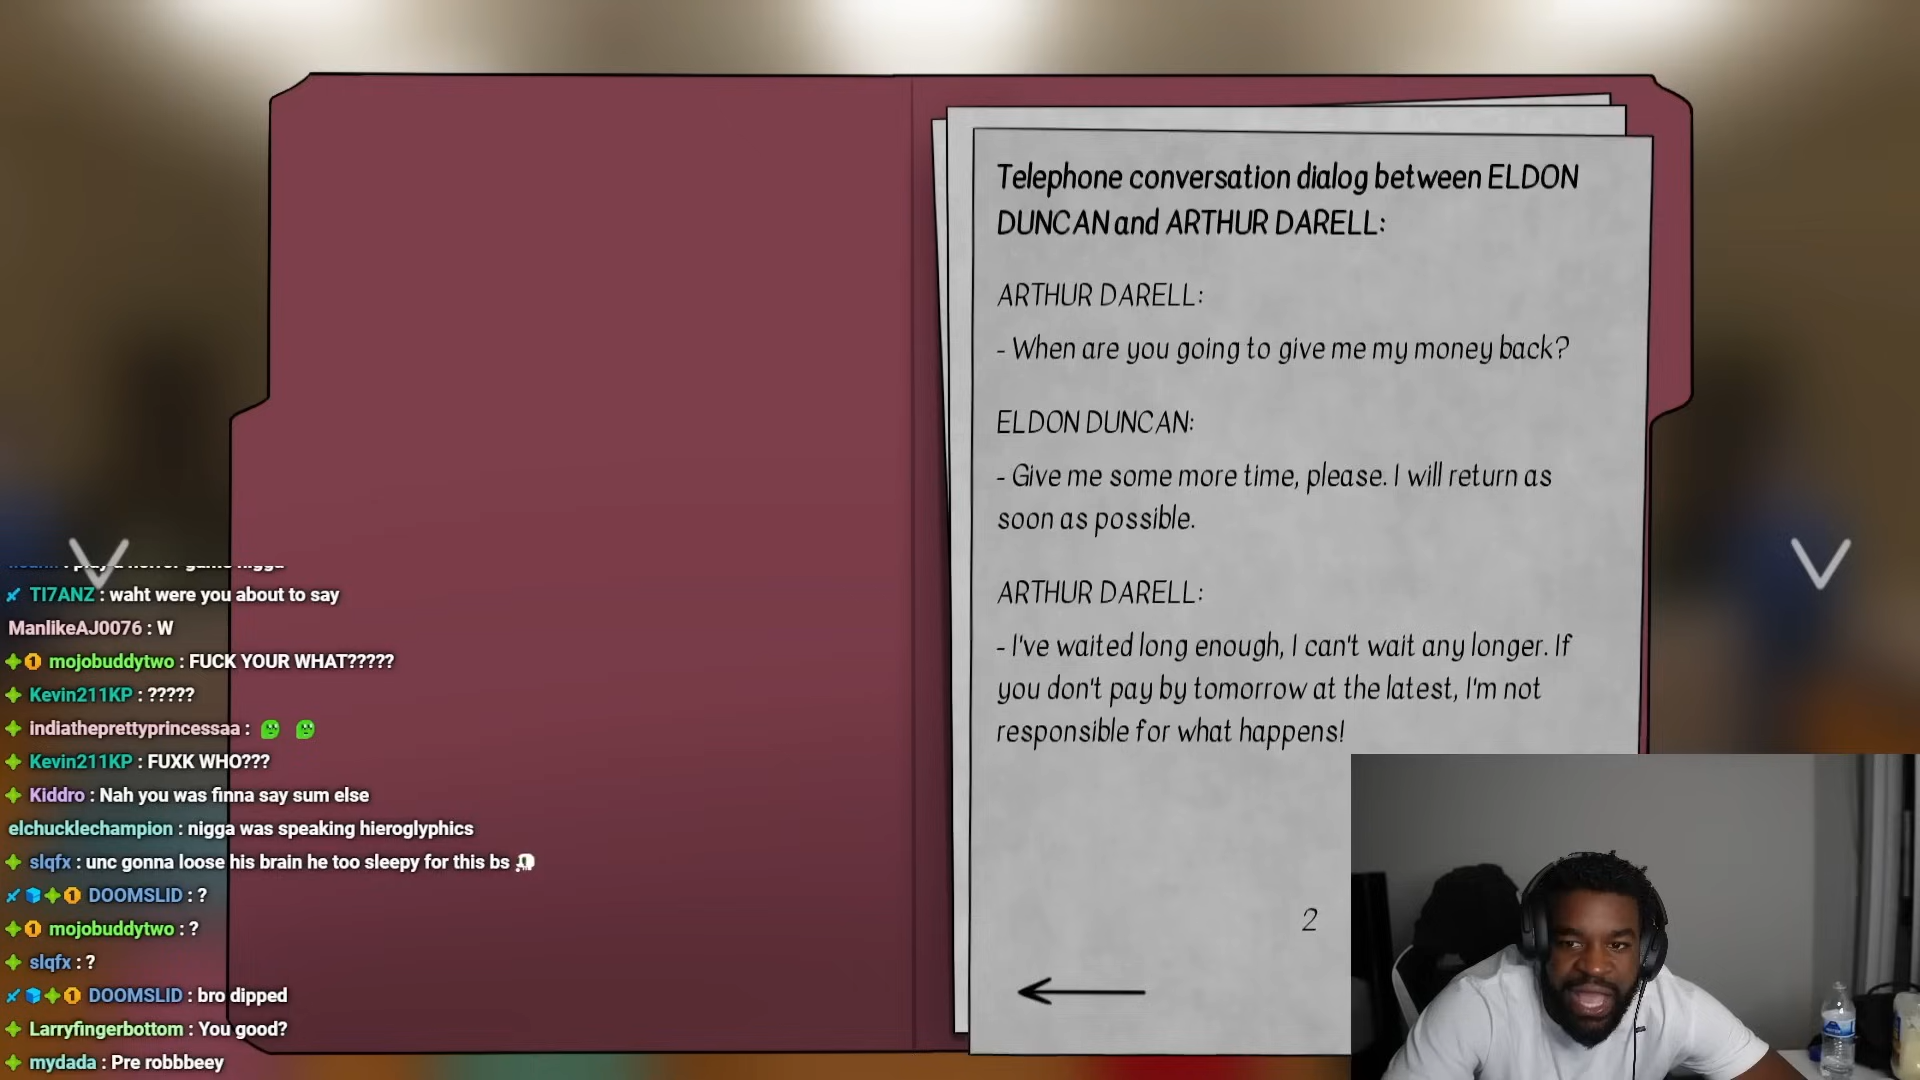 Telephone conversation dialog between ELDON
DUNCAN and ARTHUR DARELL:
ARTHUR DARELL:
- When are you going to give me my money back?
ELDON DUNCAN:
- Give me some more time, please. I will return as
soon as possible.
ARTHUR DARELL:
- I've waited long enough, I can't wait any longer. If
you don't pay by tomorrow at the latest, I'm not
responsible for what happens!
2
TI7ANZ : waht were you about to say
ManlikeAJ0076 : W
mojobuddytwo : FUCK YOUR WHAT?????
Kevin211KP : ?????
indiatheprettyprincessaa :
Kevin211KP : FUXK WHO???
Kiddro : Nah you was finna say sum else
elchucklechampion : nigga was speaking hieroglyphics
slqfx : unc gonna loose his brain he too sleepy for this bs
DOOMSLID : ?
mojobuddytwo : ?
slqfx : ?
DOOMSLID : bro dipped
Larryfingerbottom : You good?
mydada : Pre robbbeey